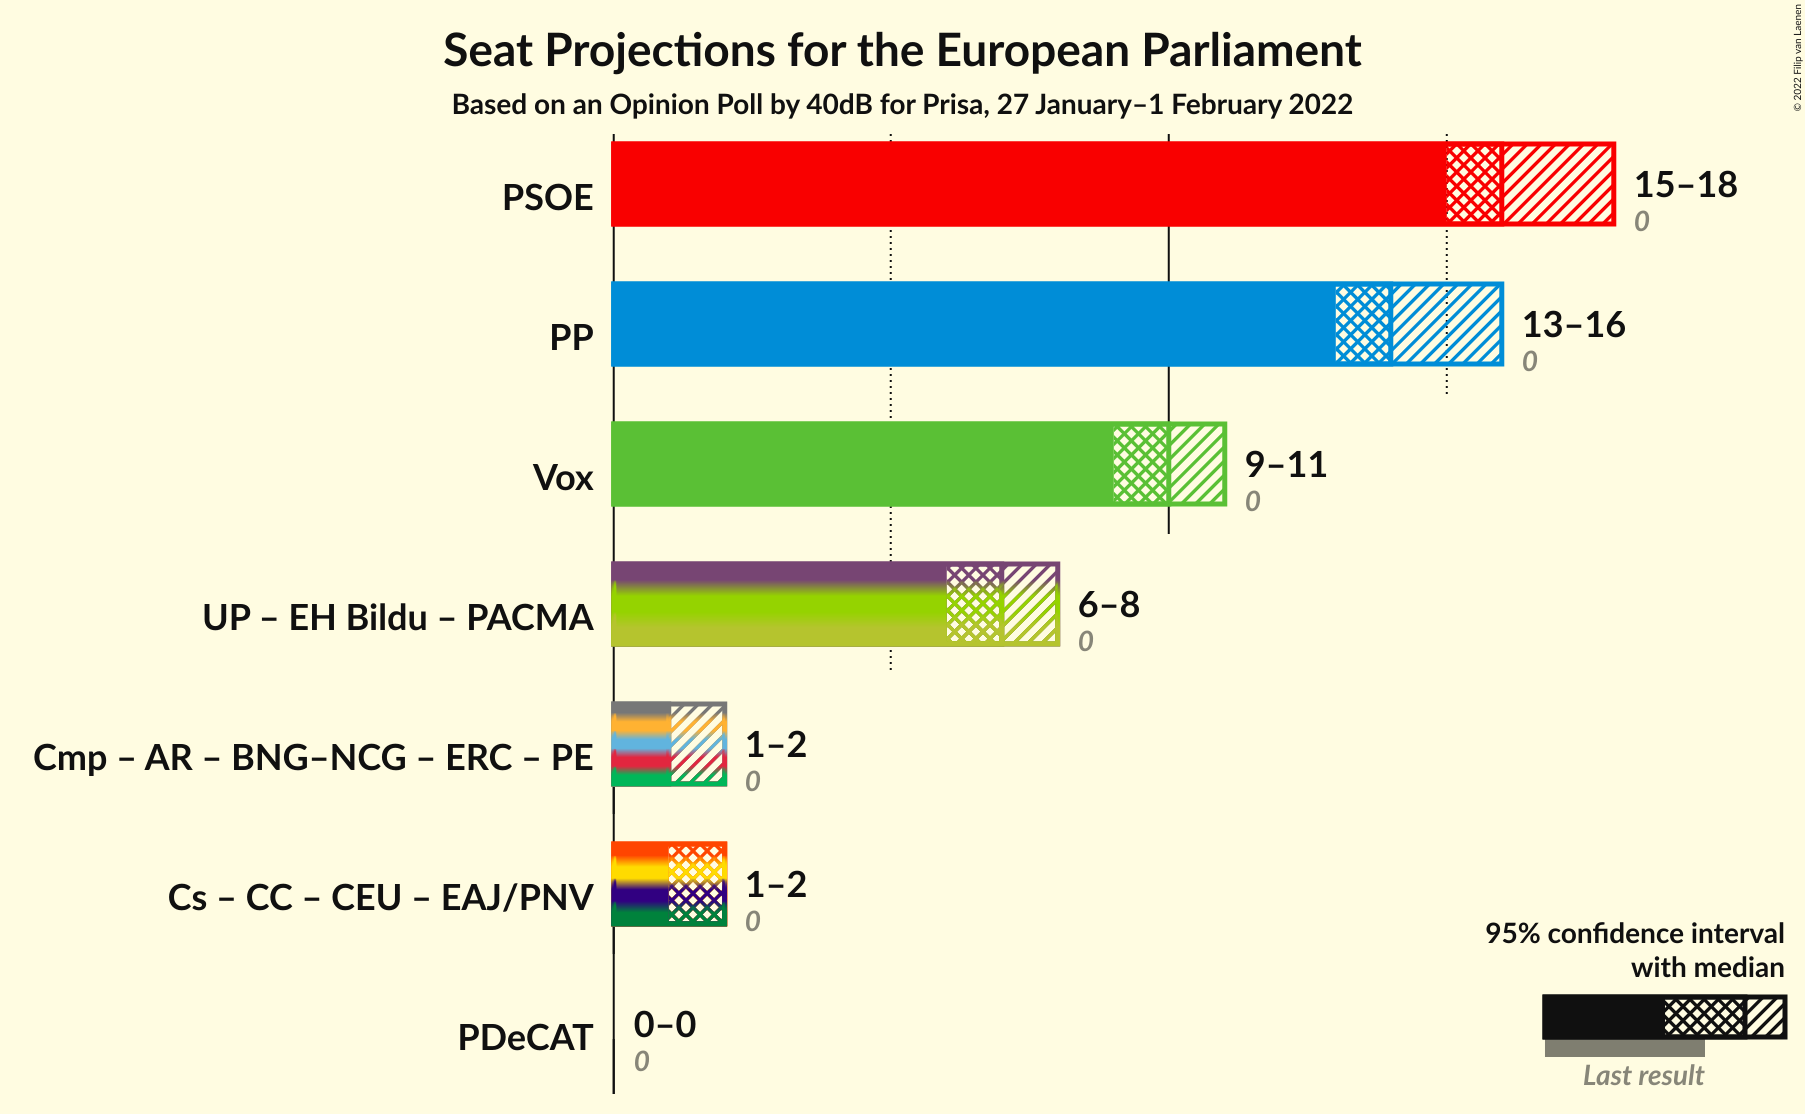 Seat Projections for the European Parliament
Based on an Opinion Poll by 40dB for Prisa, 27 January–1 February 2022
© 2022 Filip van Laenen
PSOE
15–18
0
PP
13–16
0
Vox
9–11
0
UP – EH Bildu – PACMA
6–8
0
Cmp – AR – BNG–NCG – ERC – PE
1–2
0
Cs – CC – CEU – EAJ/PNV
1–2
0
PDeCAT
0–0
0
95% confidence interval
with median
Last result